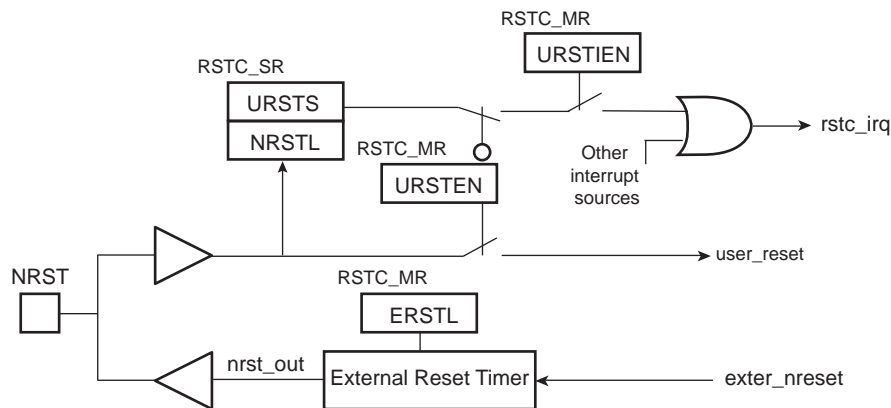 RSTC_MR
URSTIEN
RSTC_SR
URSTS
NRSTL
rstc_irq
RSTC_MR
URSTEN
Other
interrupt
sources
user_reset
NRST
RSTC_MR
ERSTL
nrst_out
External Reset Timer
exter_nreset